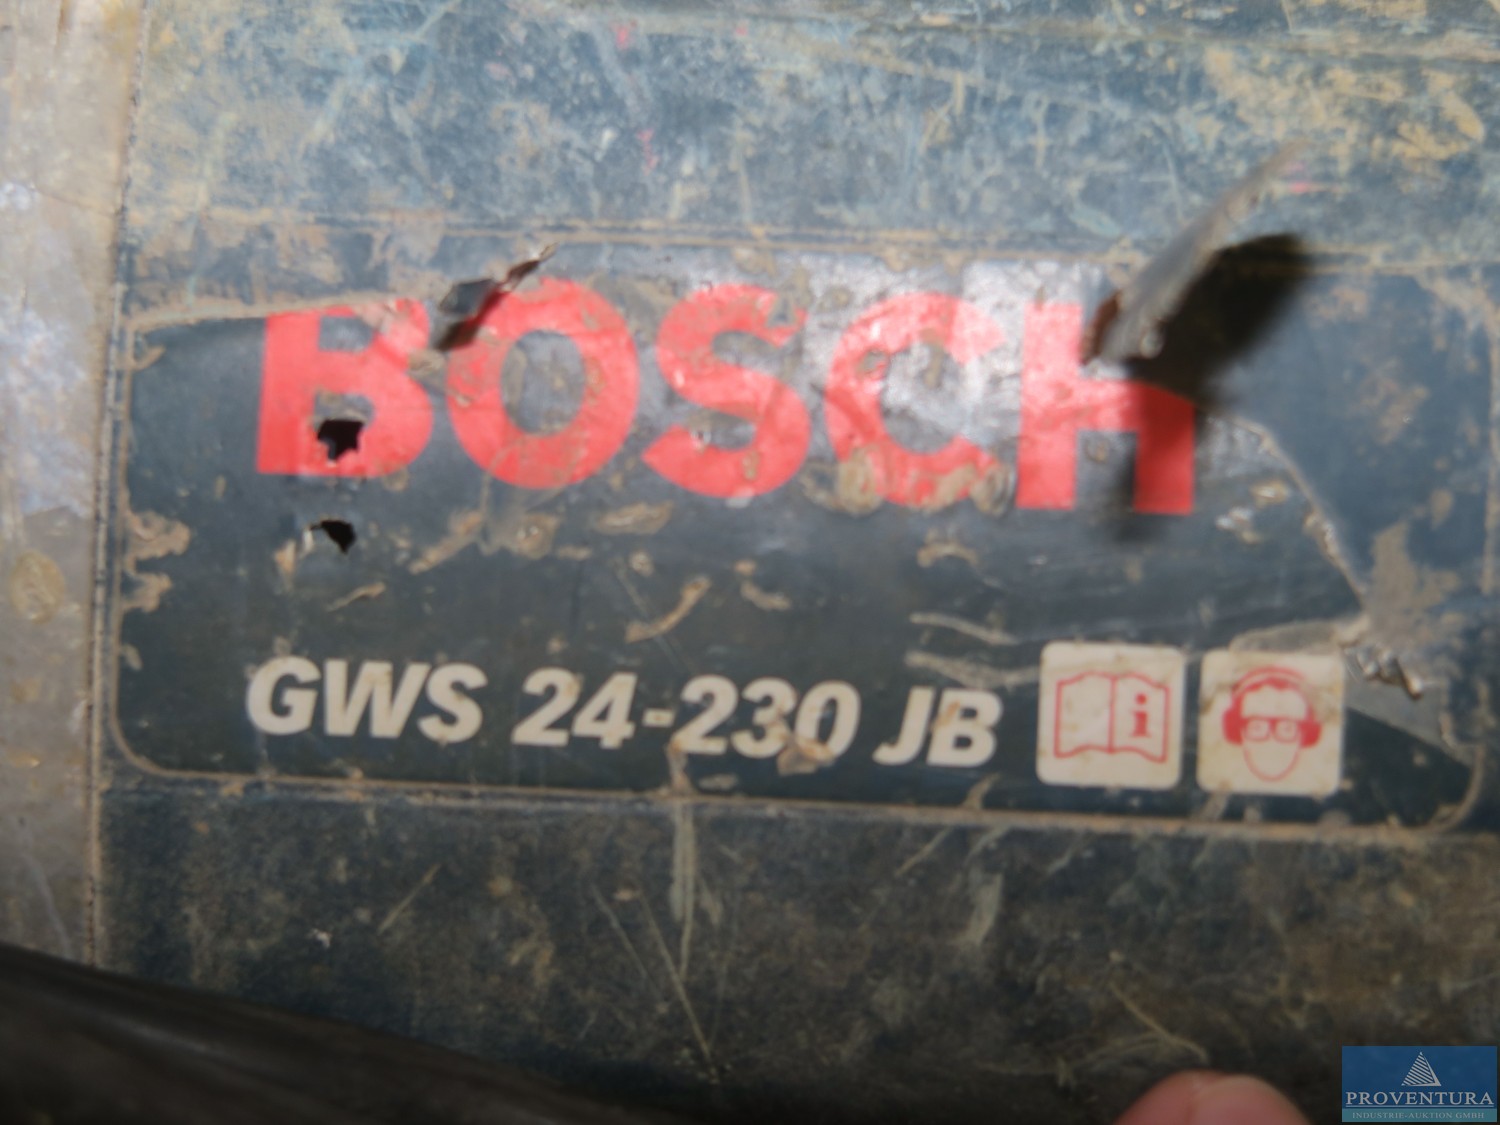 BOSCH
GWS 24-230 JB
i
PROVENTURA
INDUSTRIE-AUKTION GMBH